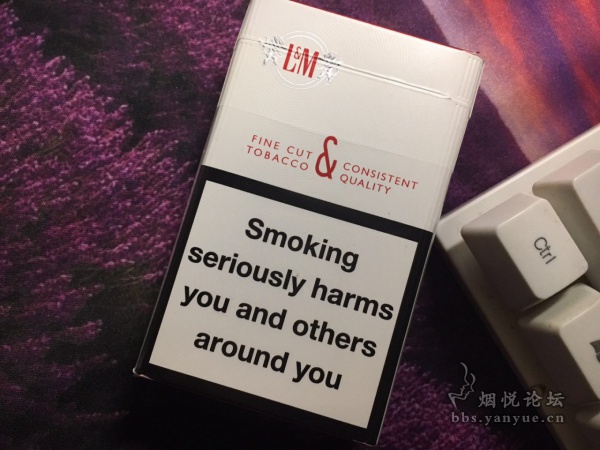 L&M
FINE CUT & CONSISTENT
TOBACCO QUALITY
Smoking
seriously harms
you and others
around you
Ctrl
烟悦论坛
bbs.yanyue.cn